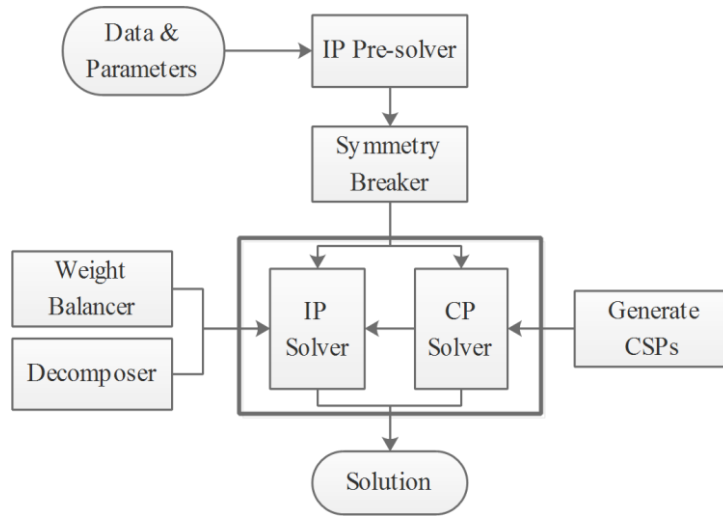 Data &
Parameters
IP Pre-solver
Symmetry
Breaker
Weight
Balancer
Decomposer
IP
Solver
CP
Solver
Generate
CSPs
Solution